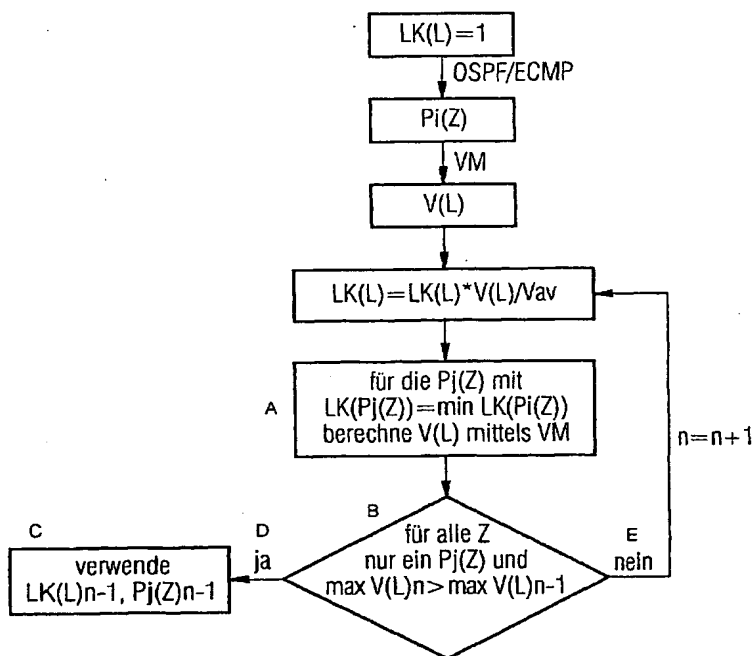 LK(L)=1
OSPF/ECMP
Pi(Z)
VM
V(L)
LK(L)=LK(L)*V(L)/Vav
A
für die Pj(Z) mit
LK(Pj(Z))=min LK(Pi(Z))
berechne V(L) mittels VM
n=n+1
B
für alle Z
nur ein Pj(Z) und
max V(L)n> max V(L)n-1
C
D
ja
E
nein
verwende
LK(L)n-1, Pj(Z)n-1